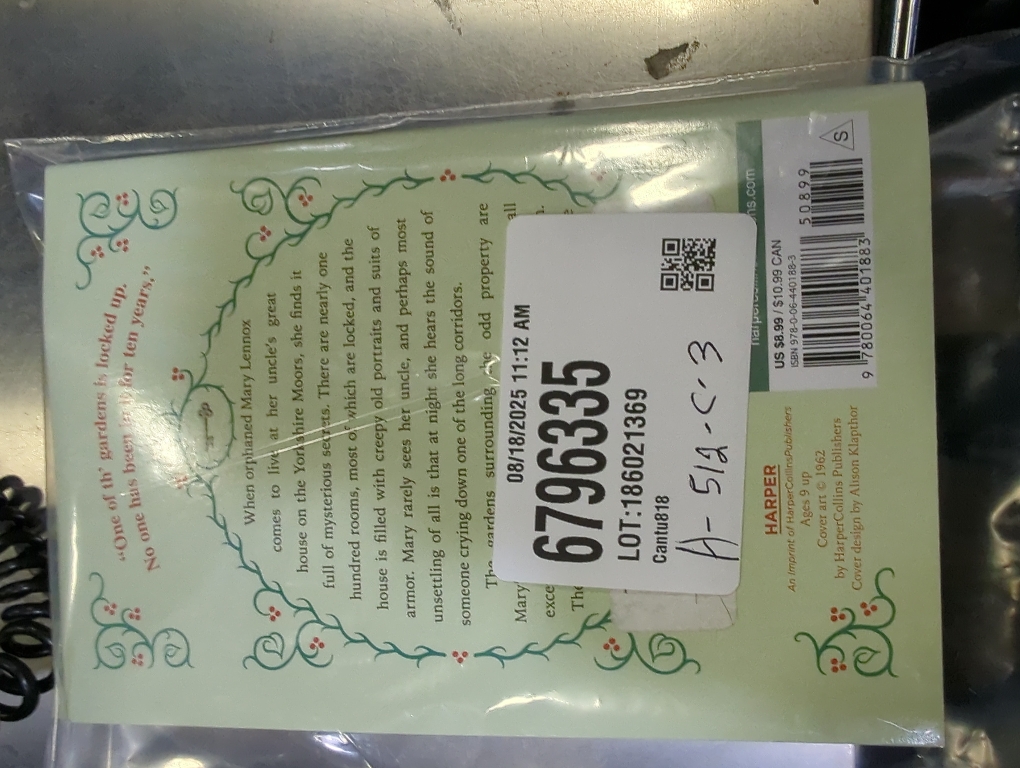 “One of th’ gardens is locked up.
No one has been in it for ten years.”
When orphaned Mary Lennox
comes to live at her uncle's great
house on the Yorkshire Moors, she finds it
full of mysterious secrets. There are nearly one
hundred rooms, most of which are locked, and the
house is filled with creepy old portraits and suits of
armor. Mary rarely sees her uncle, and perhaps most
unsettling of all is that at night she hears the sound of
someone crying down one of the long corridors.
The gardens surrounding the odd property are
Mary all
exce
The
08/18/2025 11:12 AM
6796335
LOT:1860021369
Cantu818
A-512-C-3
HARPER
An Imprint of HarperCollinsPublishers
Ages 9 up
Cover art © 1962
by HarperCollins Publishers
Cover design by Alison Klapthor
US $8.99 / $10.99 CAN
ISBN 978-0-06-440188-3
50899
9 780064 401883
S